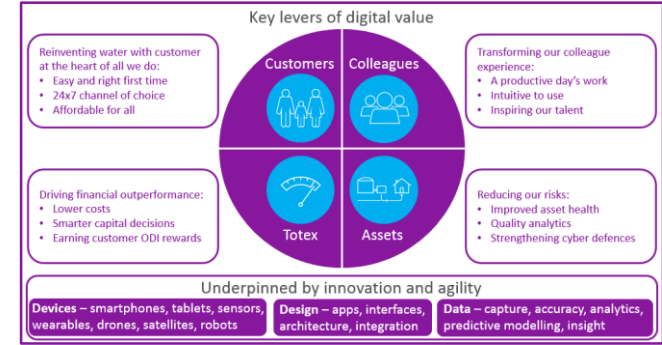 Key levers of digital value
Reinventing water with customer
at the heart of all we do:
• Easy and right first time
• 24x7 channel of choice
• Affordable for all
Customers
Colleagues
Transforming our colleague
experience:
• A productive day's work
• Intuitive to use
• Inspiring our talent
Driving financial outperformance:
• Lower costs
• Smarter capital decisions
• Earning customer ODI rewards
Totex
Assets
Reducing our risks:
• Improved asset health
• Quality analytics
• Strengthening cyber defences
Underpinned by innovation and agility
Devices – smartphones, tablets, sensors,
wearables, drones, satellites, robots
Design – apps, interfaces,
architecture, integration
Data – capture, accuracy, analytics,
predictive modelling, insight